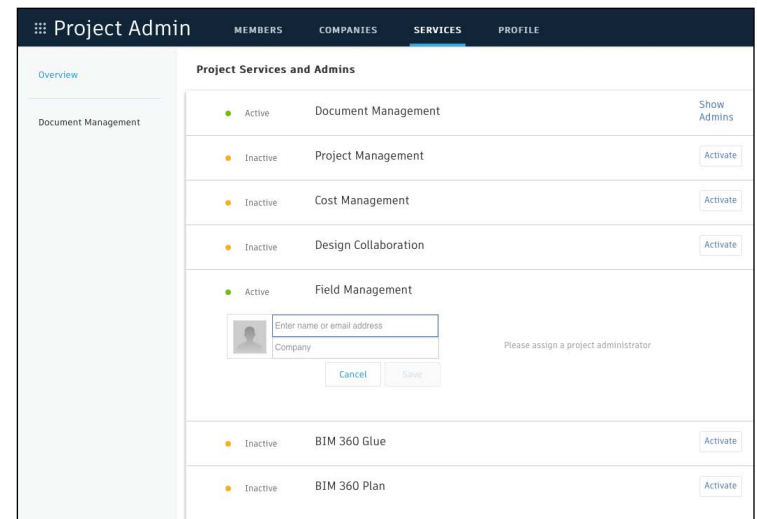 Project Admin
MEMBERS COMPANIES SERVICES PROFILE
Overview
Document Management
Project Services and Admins
Active Document Management Show
Admins
Inactive Project Management Activate
Inactive Cost Management Activate
Inactive Design Collaboration Activate
Active Field Management
Enter name or email address
Company
Please assign a project administrator
Cancel Save
Inactive BIM 360 Glue Activate
Inactive BIM 360 Plan Activate